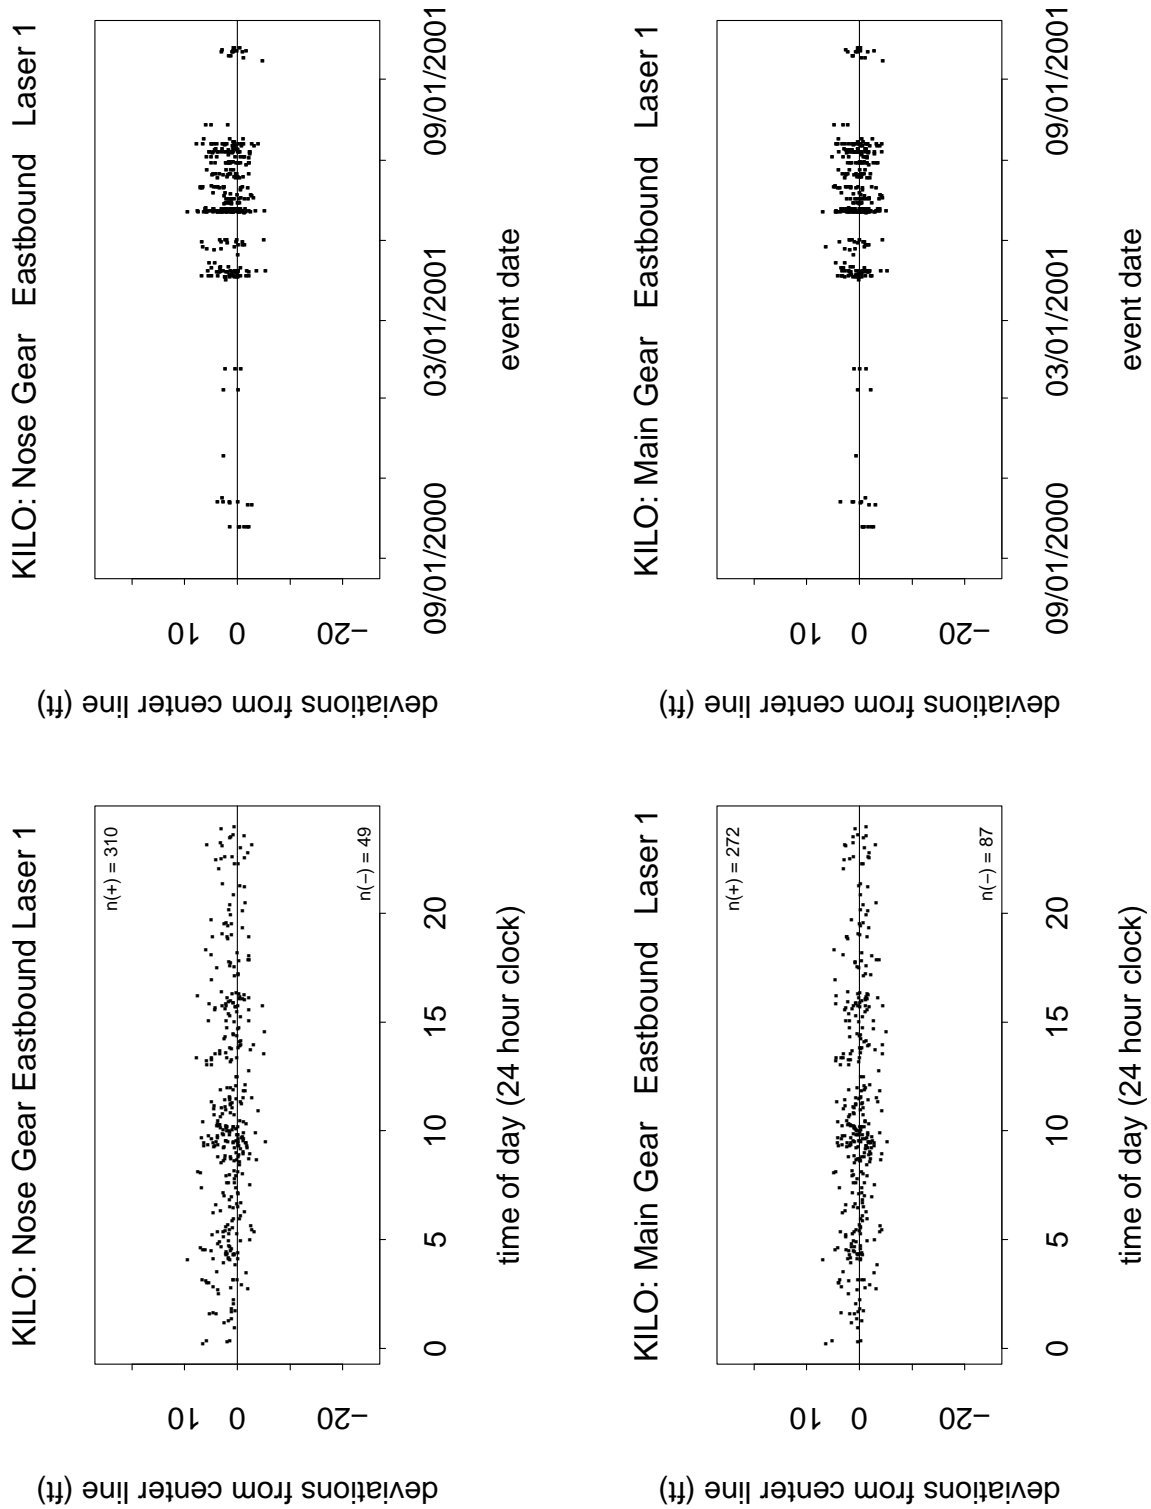 KILO: Nose Gear Eastbound Laser 1
n(+) = 310
n(−) = 49
10
0
−20
deviations from center line (ft)
0 5 10 15 20
time of day (24 hour clock)
KILO: Nose Gear Eastbound Laser 1
10
0
−20
deviations from center line (ft)
09/01/2000 03/01/2001 09/01/2001
event date
KILO: Main Gear Eastbound Laser 1
n(+) = 272
n(−) = 87
10
0
−20
deviations from center line (ft)
0 5 10 15 20
time of day (24 hour clock)
KILO: Main Gear Eastbound Laser 1
10
0
−20
deviations from center line (ft)
09/01/2000 03/01/2001 09/01/2001
event date